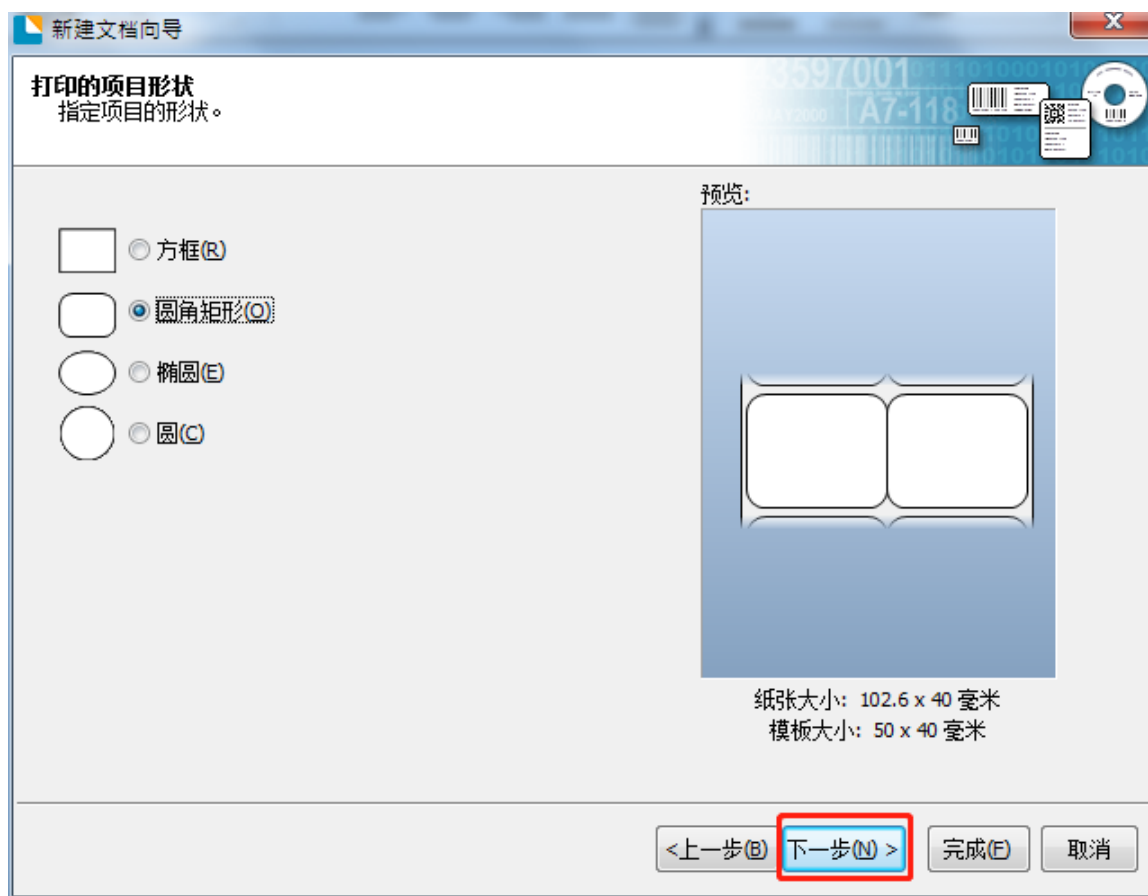 新建文档向导
打印的项目形状
指定项目的形状。
3597001
A7-118
预览:
方框(R)
圆角矩形(O)
椭圆(E)
圆(C)
纸张大小: 102.6 x 40 毫米
模板大小: 50 x 40 毫米
<上一步(B) 下一步(N) > 完成(F) 取消